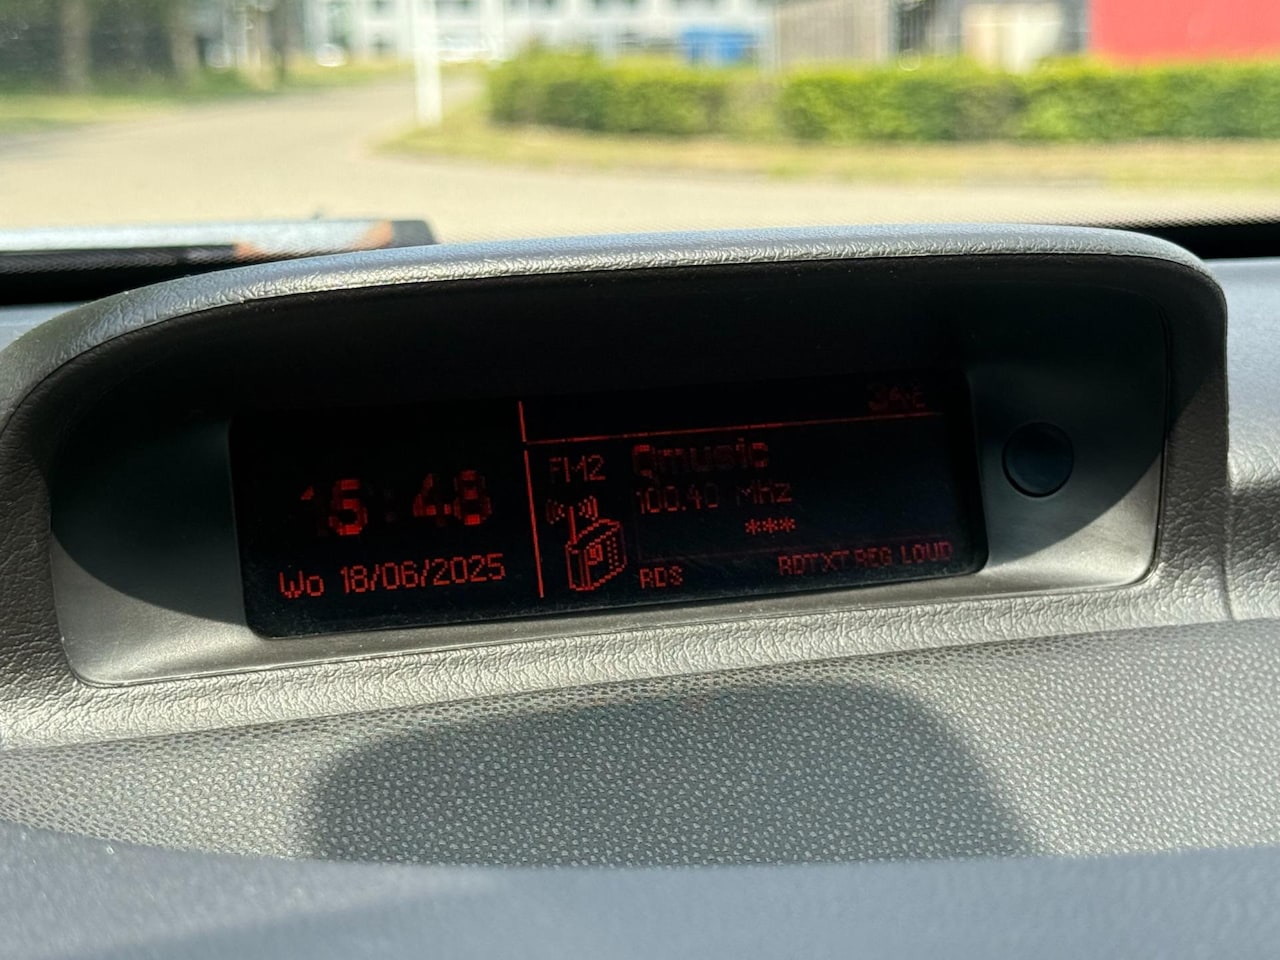 15:48
Wo 18/06/2025
FM2
Qmusic
100.40 MHz
***
RDS
RDTXT REG LOUD